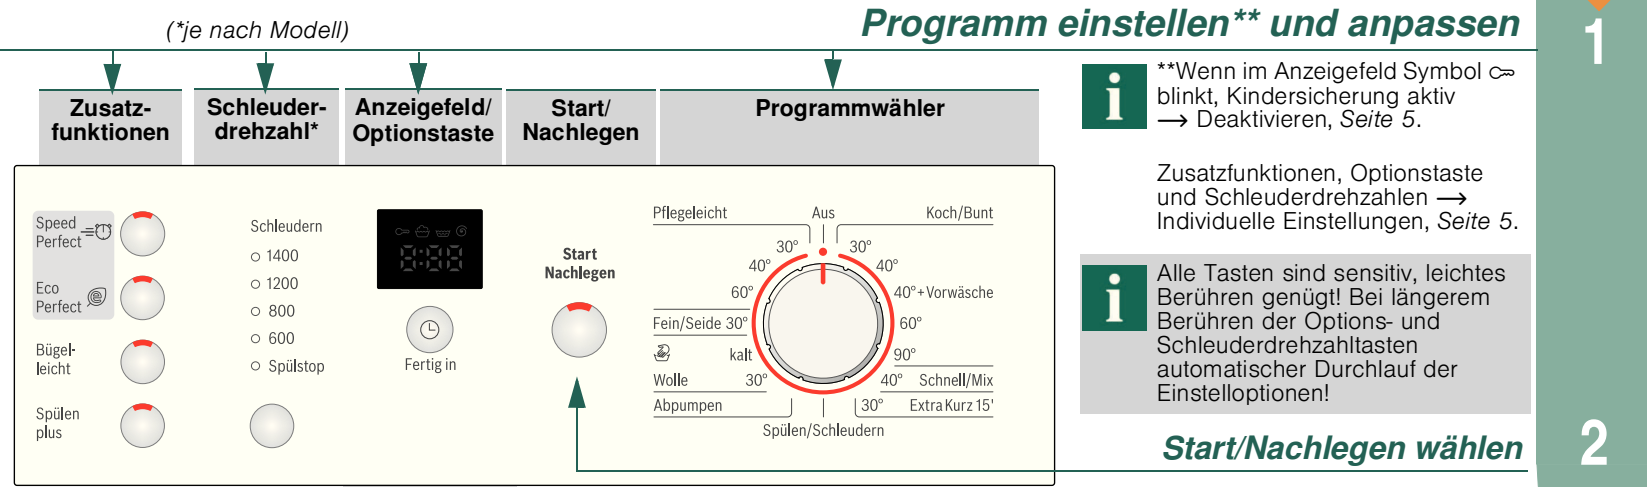 (*je nach Modell)
Programm einstellen** und anpassen
1
Zusatz-
funktionen
Schleuder-
drehzahl*
Anzeigefeld/
Optionstaste
Start/
Nachlegen
Programmwähler
**Wenn im Anzeigefeld Symbol
blinkt, Kindersicherung aktiv
→ Deaktivieren, Seite 5.
Zusatzfunktionen, Optionstaste
und Schleuderdrehzahlen →
Individuelle Einstellungen, Seite 5.
Alle Tasten sind sensitiv, leichtes
Berühren genügt! Bei längerem
Berühren der Options- und
Schleuderdrehzahltasten
automatischer Durchlauf der
Einstelloptionen!
Speed
Perfect
Eco
Perfect
Bügel-
leicht
Spülen
plus
Schleudern
1400
1200
800
600
Spülstop
8:88
Fertig in
Start
Nachlegen
Pflegeleicht
Aus
Koch/Bunt
30°
30°
40°
40°
60°
40°+Vorwäsche
Fein/Seide 30°
60°
kalt
90°
Wolle 30°
40° Schnell/Mix
Abpumpen
30° Extra Kurz 15'
Spülen/Schleudern
Start/Nachlegen wählen
2